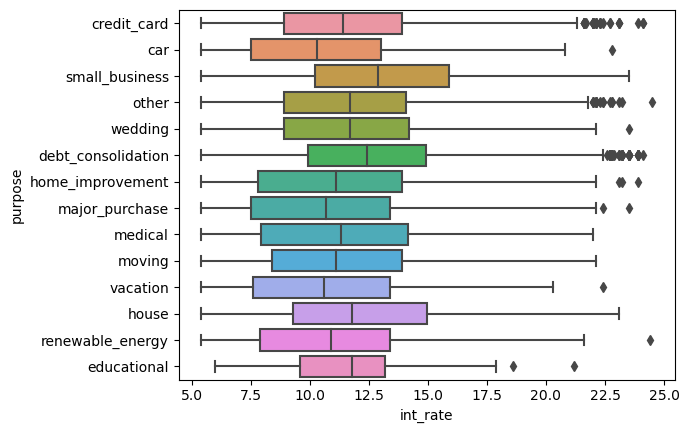 credit_card
car
small_business
other
wedding
debt_consolidation
home_improvement
major_purchase
medical
moving
vacation
house
renewable_energy
educational
purpose
5.0 7.5 10.0 12.5 15.0 17.5 20.0 22.5 25.0
int_rate